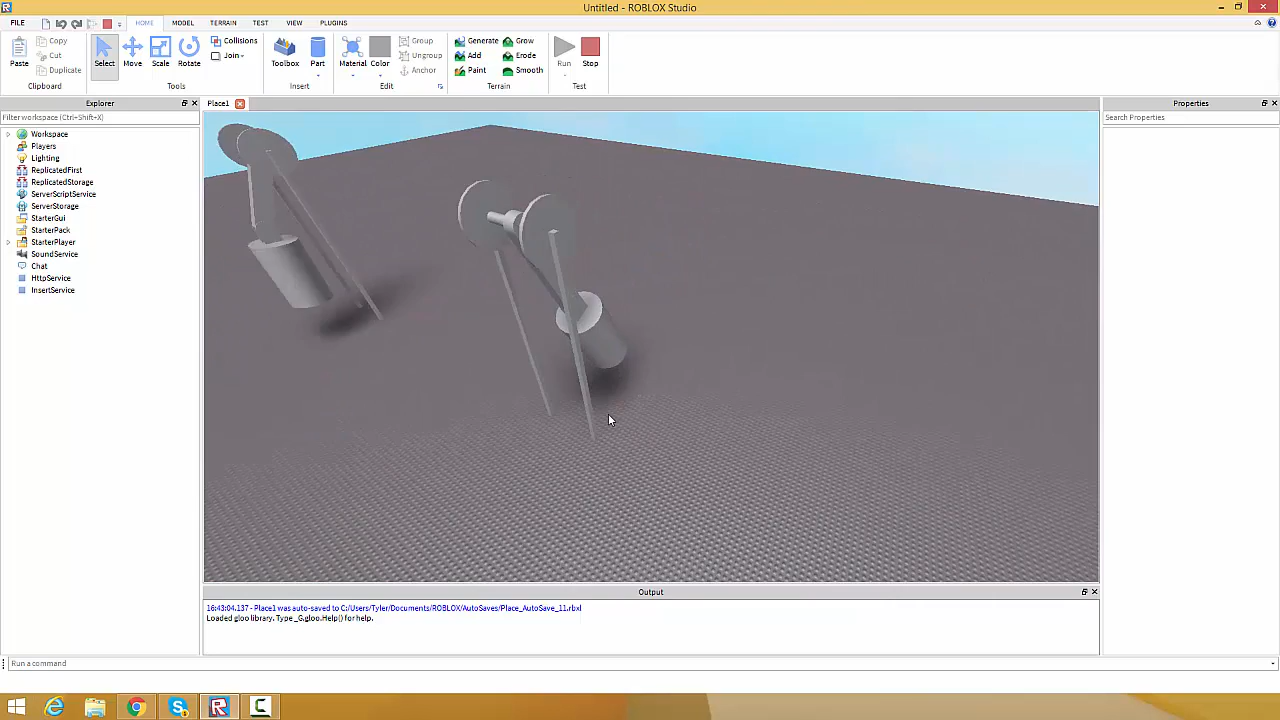 Untitled - ROBLOX Studio
FILE HOME MODEL TERRAIN TEST VIEW PLUGINS
Paste
Copy
Cut
Duplicate
Clipboard
Select
Move
Scale
Rotate
Collisions
Join
Tools
Toolbox
Part
Insert
Material
Color
Group
Ungroup
Anchor
Edit
Generate
Grow
Add
Erode
Paint
Smooth
Terrain
Run
Stop
Test
Explorer
Filter workspace (Ctrl+Shift+X)
Workspace
Players
Lighting
ReplicatedFirst
ReplicatedStorage
ServerScriptService
ServerStorage
StarterGui
StarterPack
StarterPlayer
SoundService
Chat
HttpService
InsertService
Place1
Properties
Search Properties
Output
16:43:04.137 - Place1 was auto-saved to C:/Users/Tyler/Documents/ROBLOX/AutoSaves/Place_AutoSave_11.rbxl
Loaded gloo library. Type _G.gloo.Help() for help.
Run a command